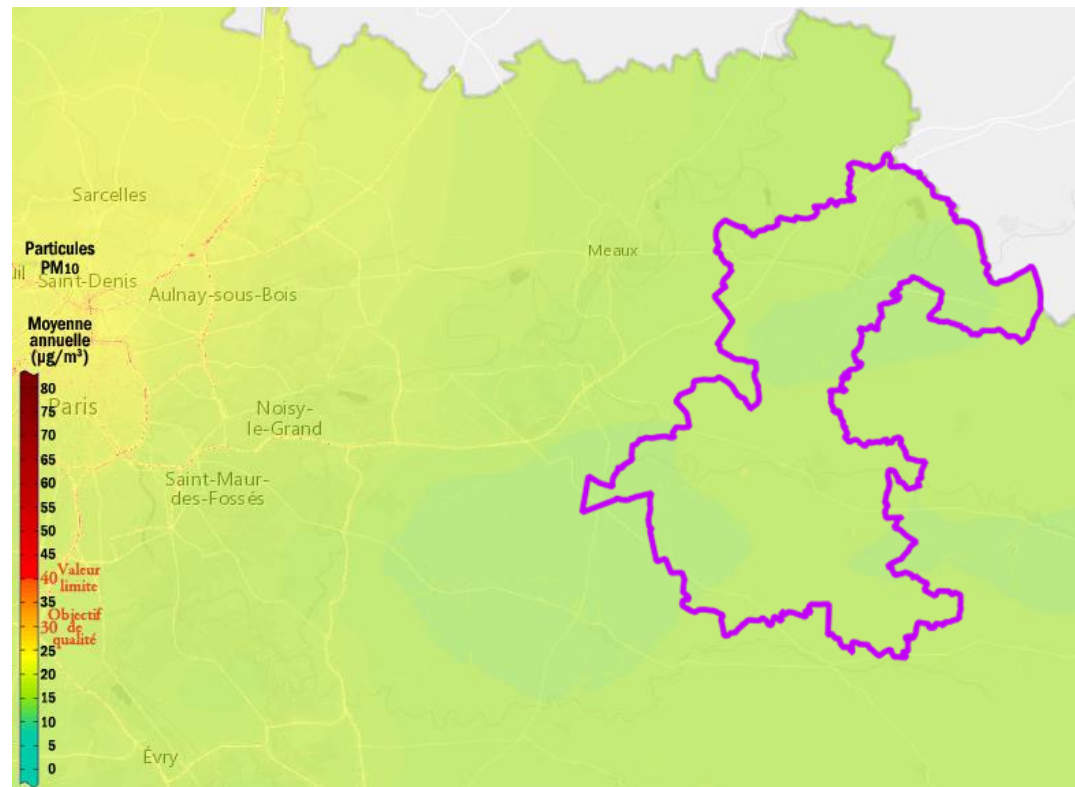 Sarcelles
Particules
PM10
il
Saint-Denis
Aulnay-sous-Bois
Meaux
Moyenne
annuelle
(µg/m³)
80
75
70
65
60
55
50
45
40 Valeur
limite
35
Objectif
30 de
qualité
25
20
15
10
5
0
Paris
Noisy-
le-Grand
Saint-Maur-
des-Fossés
Évry